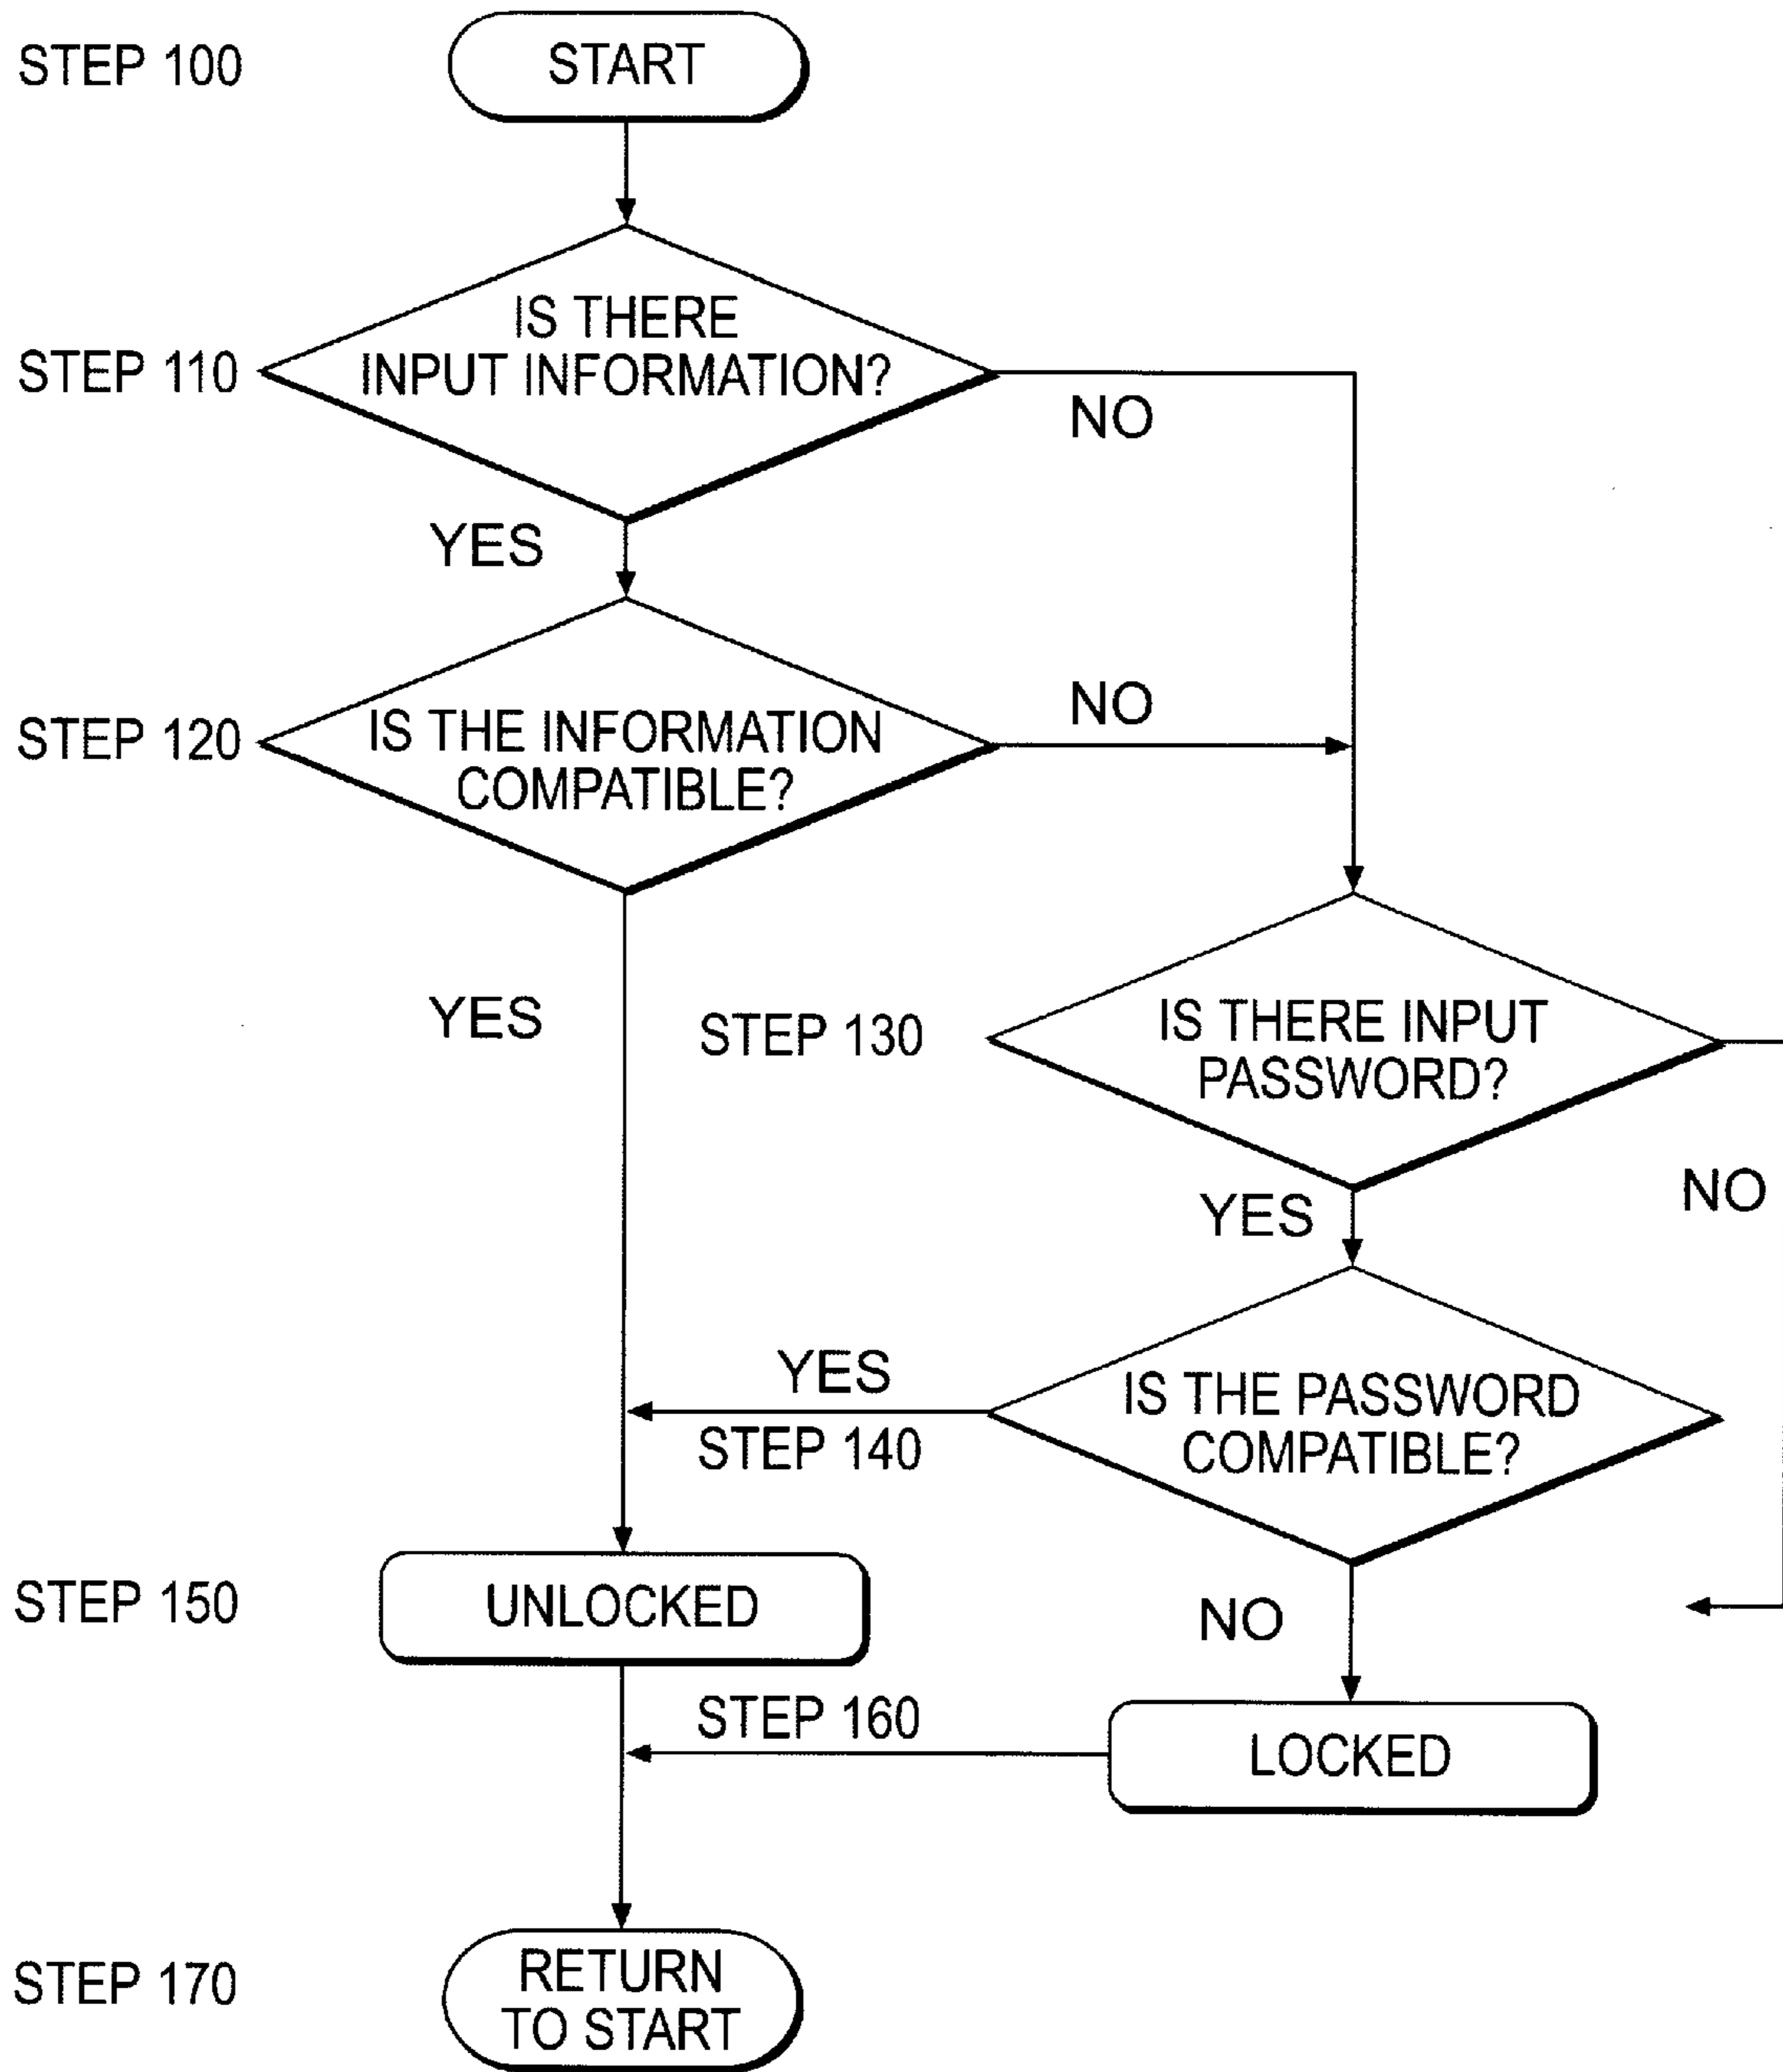 STEP 100
START
STEP 110
IS THERE
INPUT INFORMATION?
NO
YES
STEP 120
IS THE INFORMATION
COMPATIBLE?
NO
YES
STEP 130
IS THERE INPUT
PASSWORD?
NO
YES
YES
STEP 140
IS THE PASSWORD
COMPATIBLE?
STEP 150
UNLOCKED
NO
STEP 160
LOCKED
STEP 170
RETURN
TO START